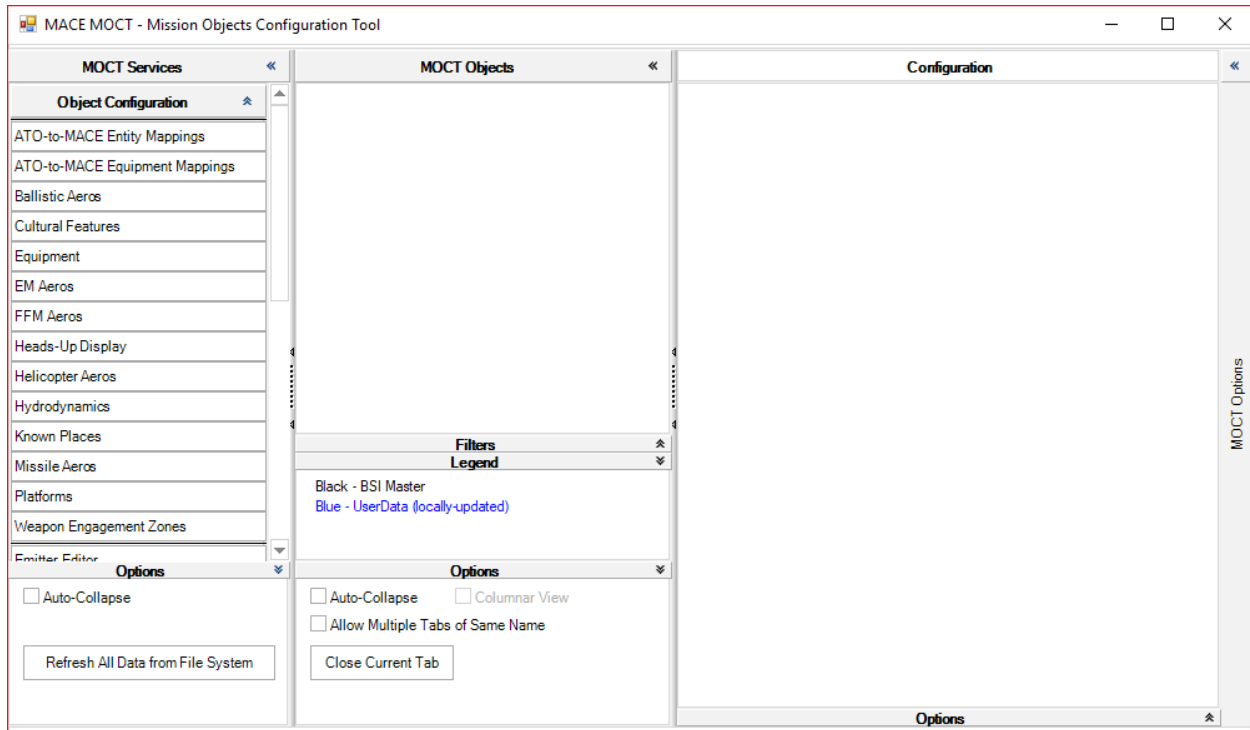 MACE MOCT - Mission Objects Configuration Tool
MOCT Services
Object Configuration
ATO-to-MACE Entity Mappings
ATO-to-MACE Equipment Mappings
Ballistic Aeros
Cultural Features
Equipment
EM Aeros
FFM Aeros
Heads-Up Display
Helicopter Aeros
Hydrodynamics
Known Places
Missile Aeros
Platforms
Weapon Engagement Zones
Emitter Editor
Options
Auto-Collapse
Refresh All Data from File System
MOCT Objects
Filters
Legend
Black - BSI Master
Blue - UserData (locally-updated)
Options
Auto-Collapse
Columnar View
Allow Multiple Tabs of Same Name
Close Current Tab
Configuration
Options
MOCT Options